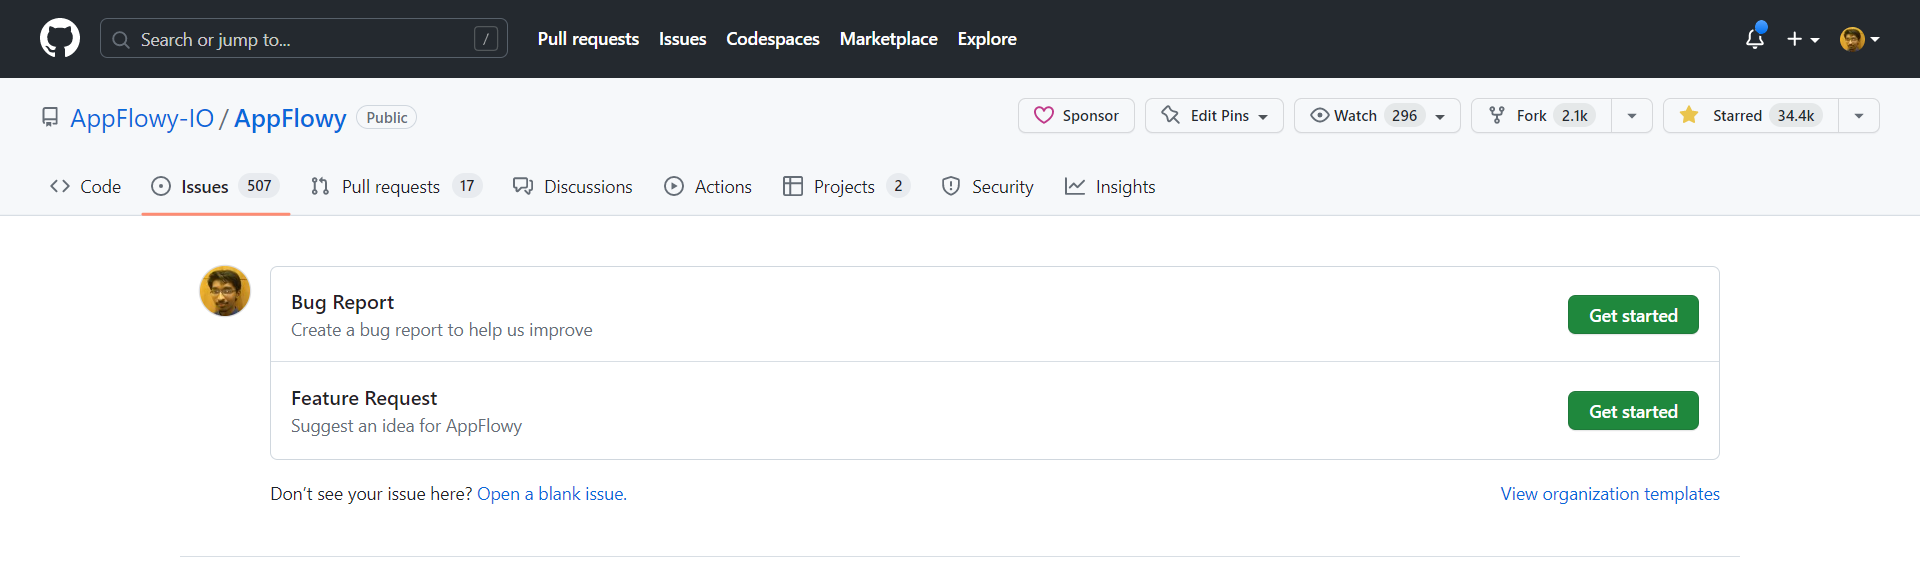 Search or jump to... / Pull requests Issues Codespaces Marketplace Explore
AppFlowy-IO / AppFlowy Public Sponsor Edit Pins Watch 296 Fork 2.1k Starred 34.4k
Code Issues 507 Pull requests 17 Discussions Actions Projects 2 Security Insights
Bug Report
Create a bug report to help us improve
Get started
Feature Request
Suggest an idea for AppFlowy
Get started
Don’t see your issue here? Open a blank issue. View organization templates